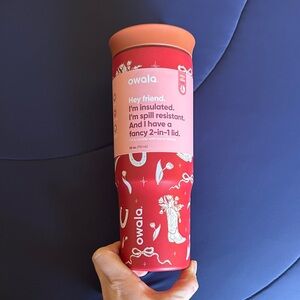 owala
Hey friend.
I'm insulated.
I'm spill resistant.
And I have a
fancy 2-in-1 lid.
owala